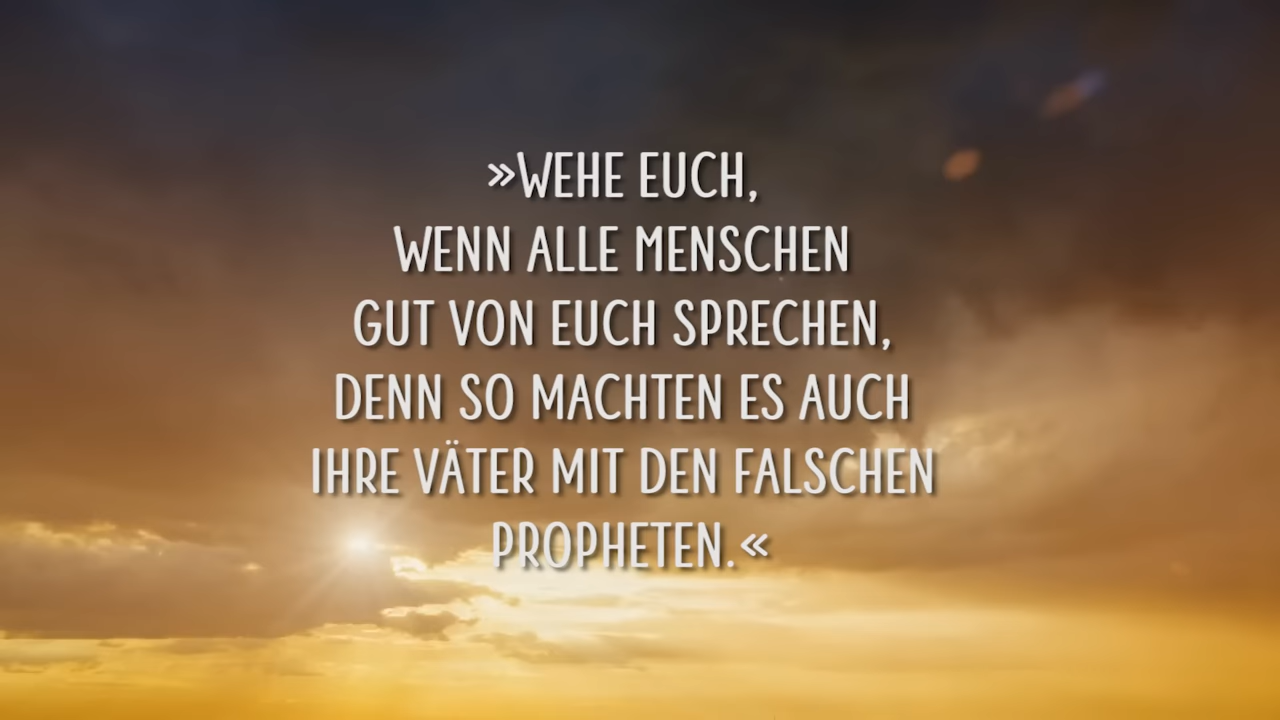 »WEHE EUCH,
WENN ALLE MENSCHEN
GUT VON EUCH SPRECHEN,
DENN SO MACHTEN ES AUCH
IHRE VÄTER MIT DEN FALSCHEN
PROPHETEN.«